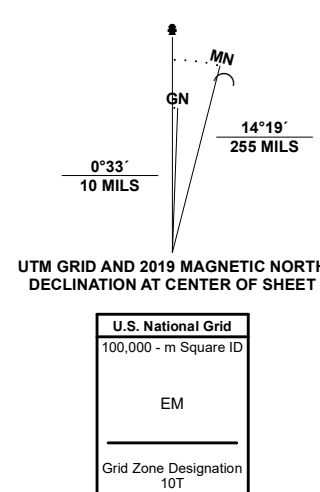 MN
GN
14°19´
255 MILS
0°33´
10 MILS
UTM GRID AND 2019 MAGNETIC NORTH
DECLINATION AT CENTER OF SHEET
U.S. National Grid
100,000 - m Square ID
EM
Grid Zone Designation
10T